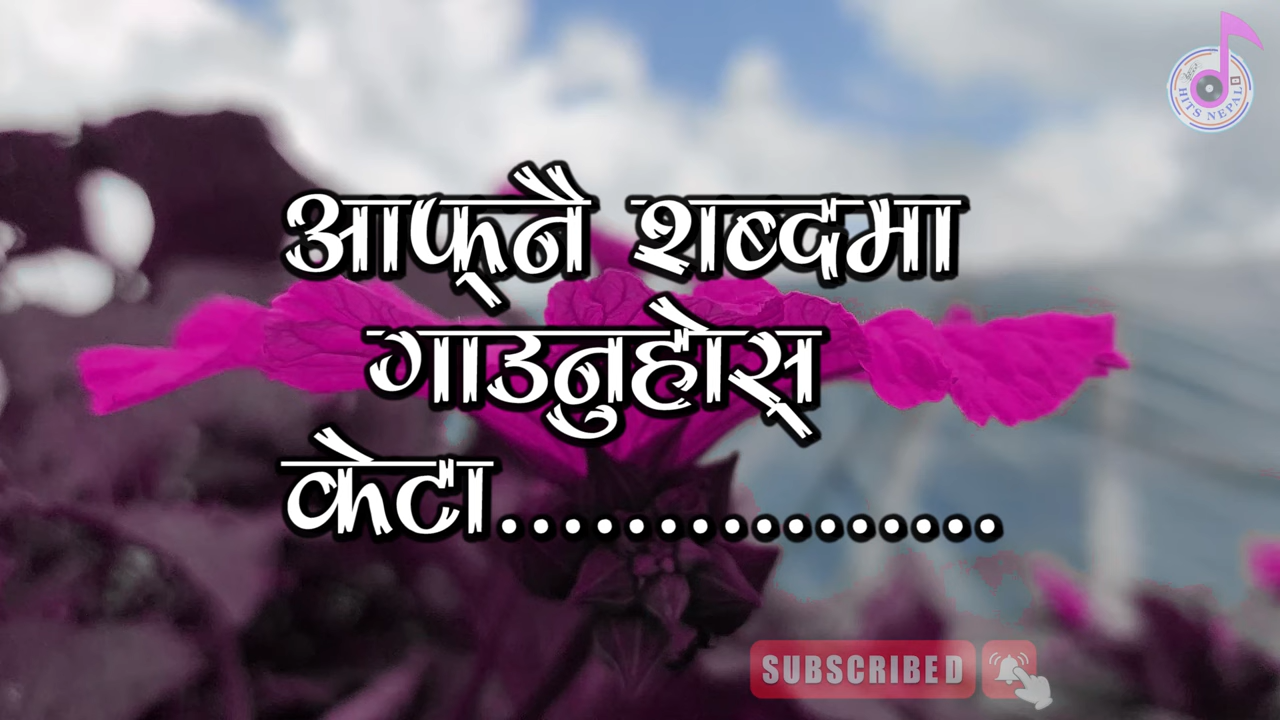 HITS NEPAL
आफ्‌नै शब्दमा
गाउनुहोस्
केटा................
SUBSCRIBED